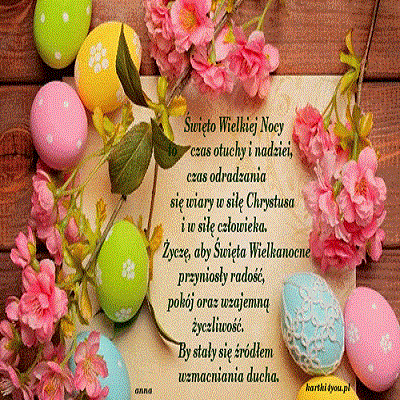 Święto Wielkiej Nocy
to czas otuchy i nadziei,
czas odradzania
się wiary w siłę Chrystusa
i w siłę człowieka.
Życzę, aby Święta Wielkanocne
przyniosły radość,
pokój oraz wzajemną
życzliwość.
By stały się źródłem
wzmacniania ducha.
anna
kartki4you.pl